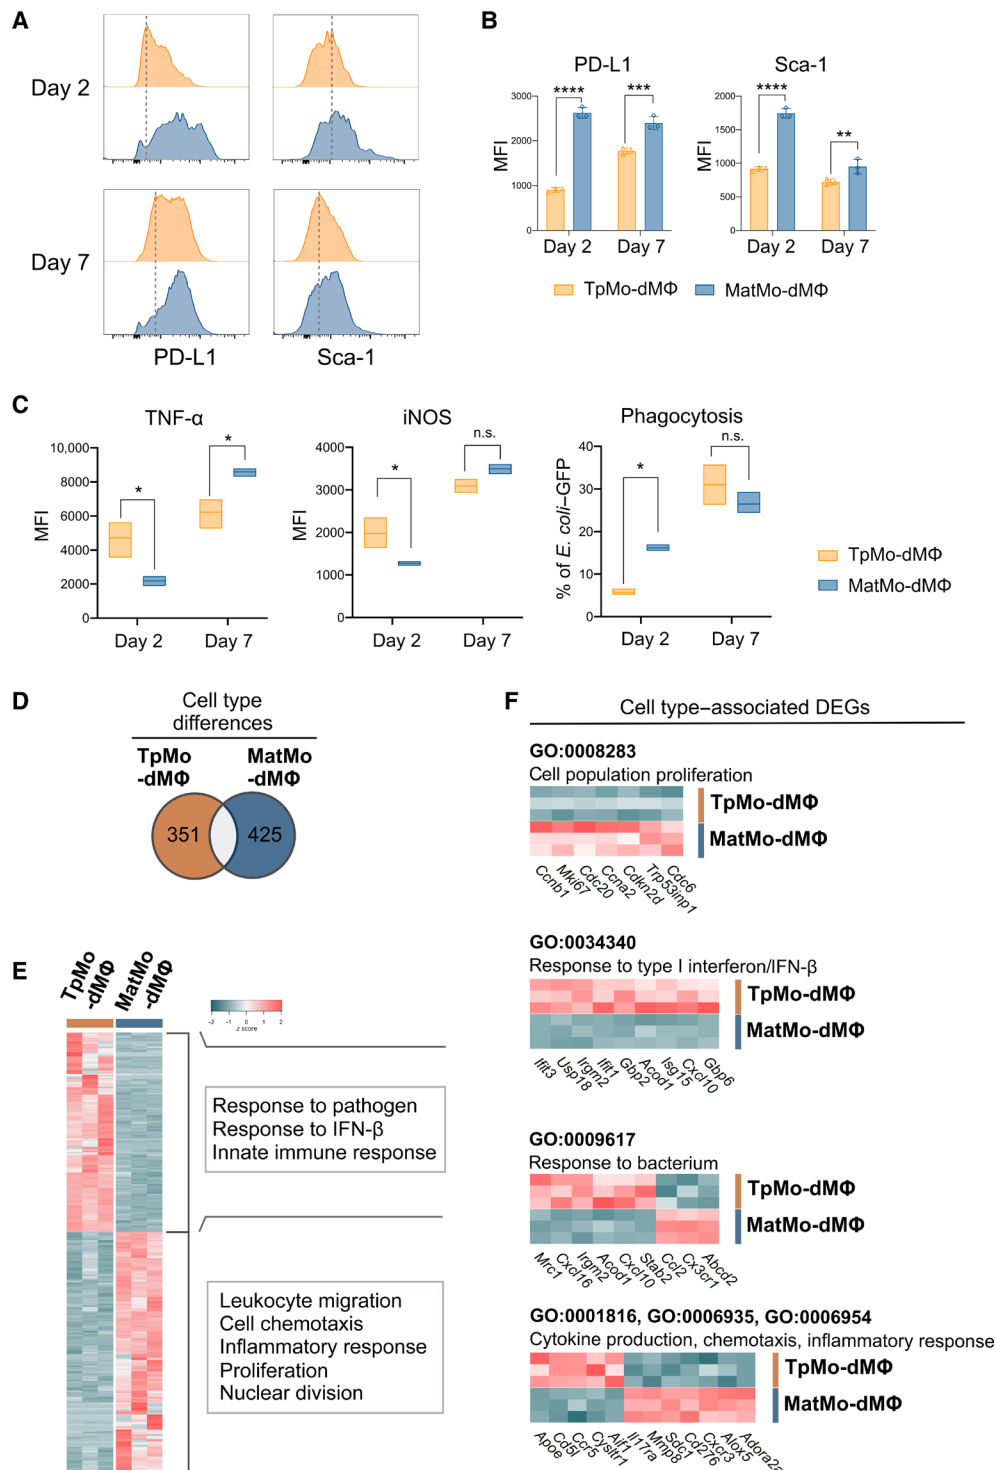 A
Day 2
Day 7
PD-L1
Sca-1
B
PD-L1
Sca-1
MFI
3000
2000
1000
0
****
***
Day 2
Day 7
MFI
2000
1500
1000
500
0
****
**
Day 2
Day 7
TpMo-dMΦ
MatMo-dMΦ
C
TNF-α
MFI
10,000
8000
6000
4000
2000
0
*
*
Day 2
Day 7
iNOS
MFI
4000
3000
2000
1000
0
*
n.s.
Day 2
Day 7
Phagocytosis
% of E. coli–GFP
40
30
20
10
0
*
n.s.
Day 2
Day 7
TpMo-dMΦ
MatMo-dMΦ
D
Cell type
differences
TpMo
-dMΦ
MatMo
-dMΦ
351
425
E
TpMo
-dMΦ
MatMo
-dMΦ
-2 -1 0 1 2
z score
Response to pathogen
Response to IFN-β
Innate immune response
Leukocyte migration
Cell chemotaxis
Inflammatory response
Proliferation
Nuclear division
F
Cell type–associated DEGs
GO:0008283
Cell population proliferation
TpMo-dMΦ
MatMo-dMΦ
Ccnb1
Mki67
Cdc20
Ccna2
Cdkn2d
Trp53inp1
Cdc6
GO:0034340
Response to type I interferon/IFN-β
TpMo-dMΦ
MatMo-dMΦ
Ifit3
Usp18
Irgm2
Ifit1
Gbp2
Acod1
Isg15
Cxcl10
Gbp6
GO:0009617
Response to bacterium
TpMo-dMΦ
MatMo-dMΦ
Mrc1
Cxcl16
Irgm2
Acod1
Cxcl10
Stab2
Ccl2
Cx3cr1
Abcd2
GO:0001816, GO:0006935, GO:0006954
Cytokine production, chemotaxis, inflammatory response
TpMo-dMΦ
MatMo-dMΦ
Apoe
Cd5l
Ccr5
Cysltr1
Aif1
Il17ra
Mmp8
Sdc1
Cd276
Cxcr3
Alox5
Adora2a